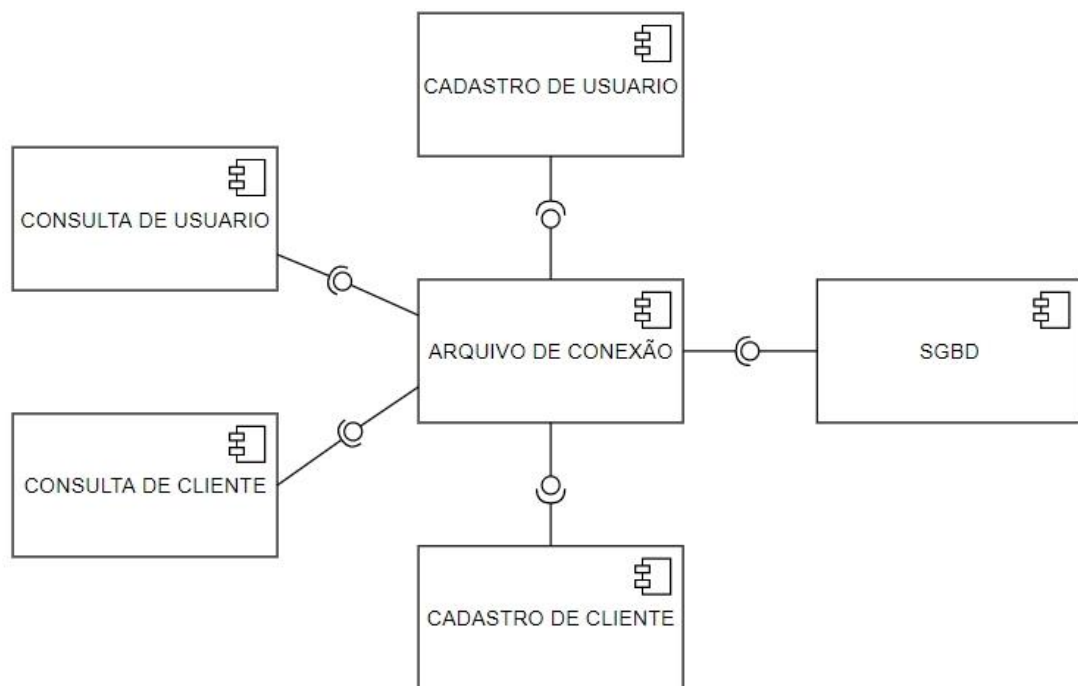 CADASTRO DE USUARIO
CONSULTA DE USUARIO
ARQUIVO DE CONEXÃO
SGBD
CONSULTA DE CLIENTE
CADASTRO DE CLIENTE